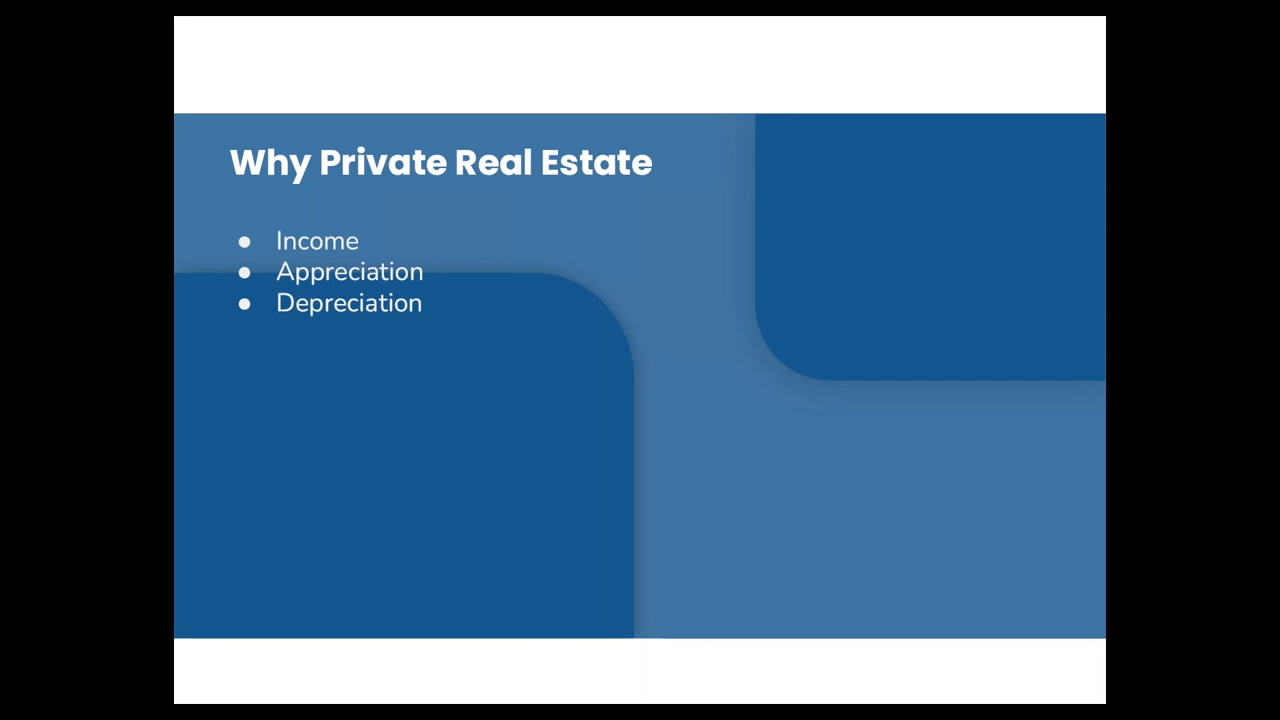 Why Private Real Estate
● Income
● Appreciation
● Depreciation